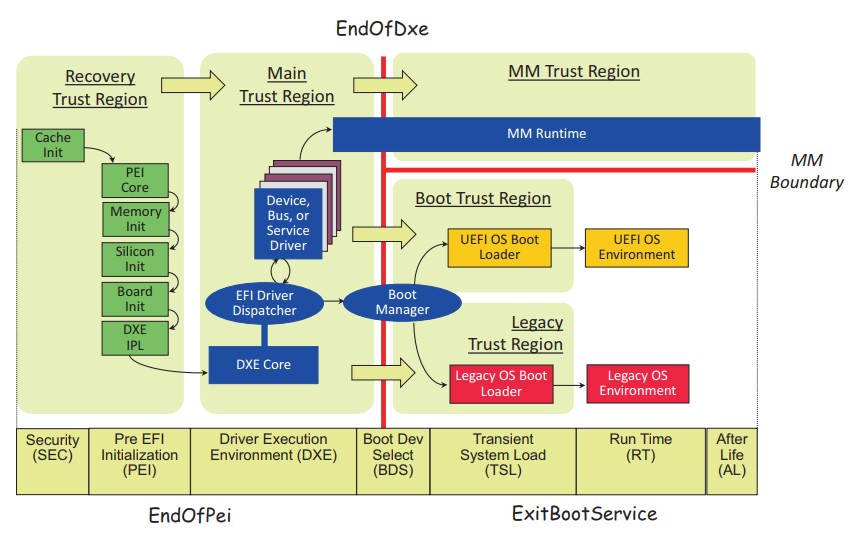 EndOfDxe
Recovery
Trust Region
Main
Trust Region
MM Trust Region
Cache
Init
PEI
Core
Memory
Init
Silicon
Init
Board
Init
DXE
IPL
MM Runtime
MM
Boundary
Device,
Bus, or
Service
Driver
EFI Driver
Dispatcher
DXE Core
Boot
Manager
Boot Trust Region
UEFI OS Boot
Loader
UEFI OS
Environment
Legacy
Trust Region
Legacy OS Boot
Loader
Legacy OS
Environment
Security
(SEC)
Pre EFI
Initialization
(PEI)
Driver Execution
Environment (DXE)
Boot Dev
Select
(BDS)
Transient
System Load
(TSL)
Run Time
(RT)
After
Life
(AL)
EndOfPei
ExitBootService